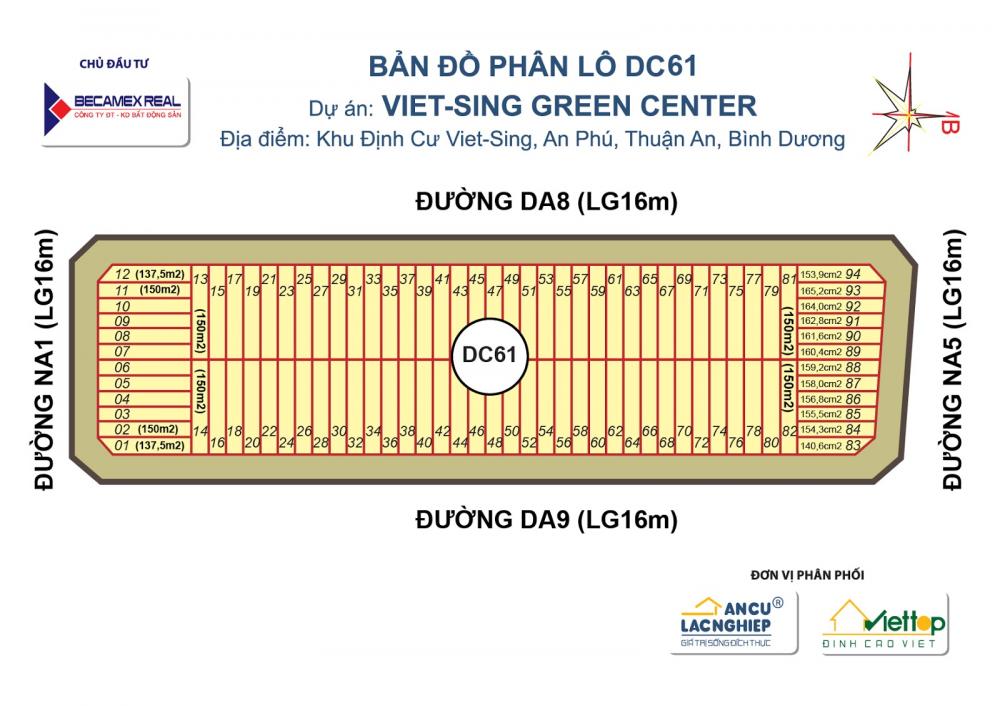 CHỦ ĐẦU TƯ
BECAMEX REAL
CÔNG TY ĐT - KD BẤT ĐỘNG SẢN
BẢN ĐỒ PHÂN LÔ DC61
Dự án: VIET-SING GREEN CENTER
Địa điểm: Khu Định Cư Viet-Sing, An Phú, Thuận An, Bình Dương
B
ĐƯỜNG DA8 (LG16m)
ĐƯỜNG NA1 (LG16m)
12 (137,5m2)
11 (150m2)
10
09
08
07
06
05
04
03
02 (150m2)
01 (137,5m2)
13 17 21 25 29 33 37 41 45 49 53 57 61 65 69 73 77 81
15 19 23 27 31 35 39 43 47 51 55 59 63 67 71 75 79
(150m2) (150m2)
DC61
(150m2) (150m2)
14 18 22 26 30 34 38 42 46 50 54 58 62 66 70 74 78 82
16 20 24 28 32 36 40 44 48 52 56 60 64 68 72 76 80
153,9cm2 94
165,2cm2 93
164,0cm2 92
162,8cm2 91
161,6cm2 90
160,4cm2 89
159,2cm2 88
158,0cm2 87
156,8cm2 86
155,5cm2 85
154,3cm2 84
140,6cm2 83
ĐƯỜNG NA5 (LG16m)
ĐƯỜNG DA9 (LG16m)
ĐƠN VỊ PHÂN PHỐI
ANCU®
LACNGHIEP
GIÁ TRỊ SỐNG ĐÍCH THỰC
Viettop
ĐINH CAO VIET